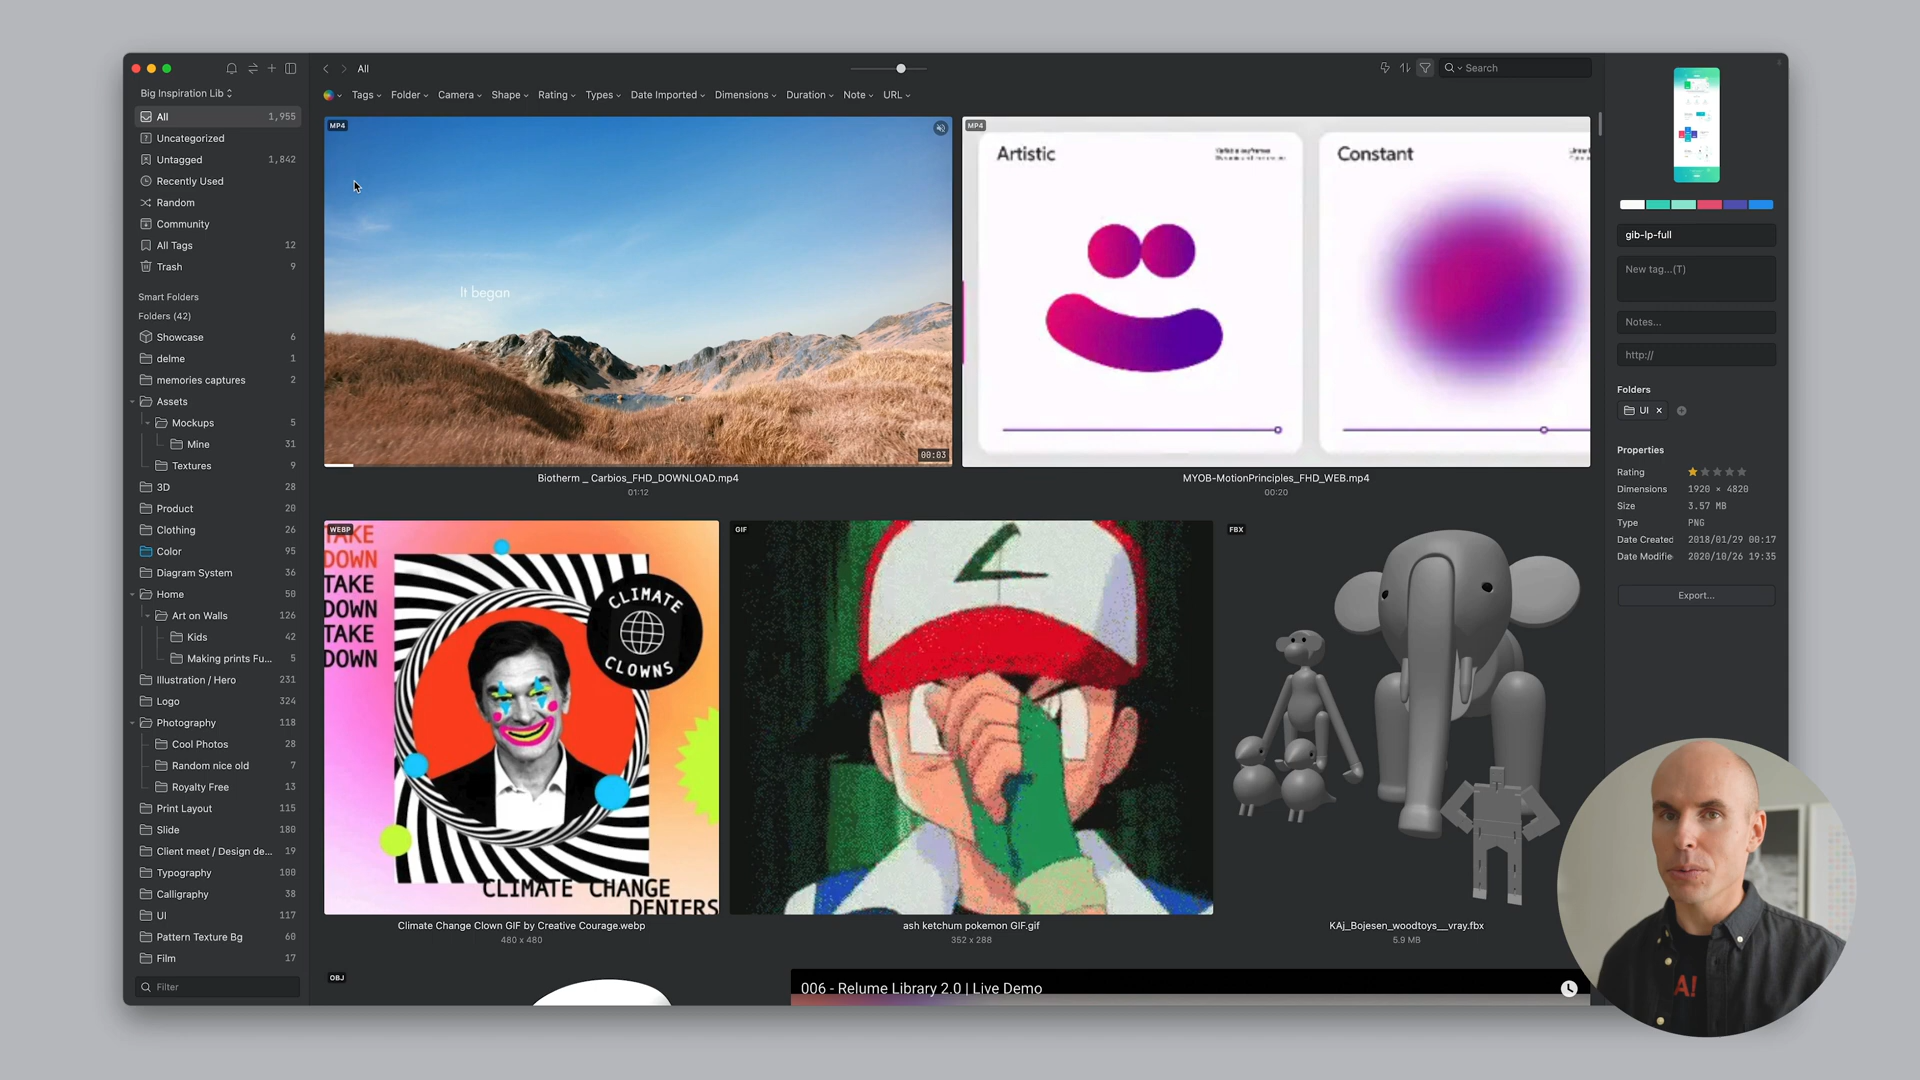 All
Search
Big Inspiration Lib
Tags
Folder
Camera
Shape
Rating
Types
Date Imported
Dimensions
Duration
Note
URL
All 1,955
Uncategorized
Untagged 1,842
Recently Used
Random
Community
All Tags 12
Trash 9
Smart Folders
Folders (42)
Showcase 6
delme 1
memories captures 2
Assets
Mockups 5
Mine 31
Textures 9
3D 28
Product 20
Clothing 26
Color 95
Diagram System 36
Home 50
Art on Walls 126
Kids 42
Making prints Fu... 5
Illustration / Hero 231
Logo 324
Photography 118
Cool Photos 28
Random nice old 7
Royalty Free 13
Print Layout 115
Slide 180
Client meet / Design de... 19
Typography 100
Calligraphy 38
UI 117
Pattern Texture Bg 60
Film 17
Filter
MP4
It began
00:03
Biotherm _ Carbios_FHD_DOWNLOAD.mp4
01:12
MP4
Artistic
Constant
MYOB-MotionPrinciples_FHD_WEB.mp4
00:20
WEBP
TAKE
DOWN
TAKE
DOWN
TAKE
DOWN
CLIMATE
CLOWNS
CLIMATE CHANGE
DENIERS
Climate Change Clown GIF by Creative Courage.webp
480 x 480
GIF
ash ketchum pokemon GIF.gif
352 x 288
FBX
KAj_Bojesen_woodtoys__vray.fbx
5.9 MB
OBJ
006 - Relume Library 2.0 | Live Demo
gib-lp-full
New tag...(T)
Notes...
http://
Folders
UI
Properties
Rating
Dimensions 1920 × 4820
Size 3.57 MB
Type PNG
Date Created 2018/01/29 00:17
Date Modifie 2020/10/26 19:35
Export...
A!